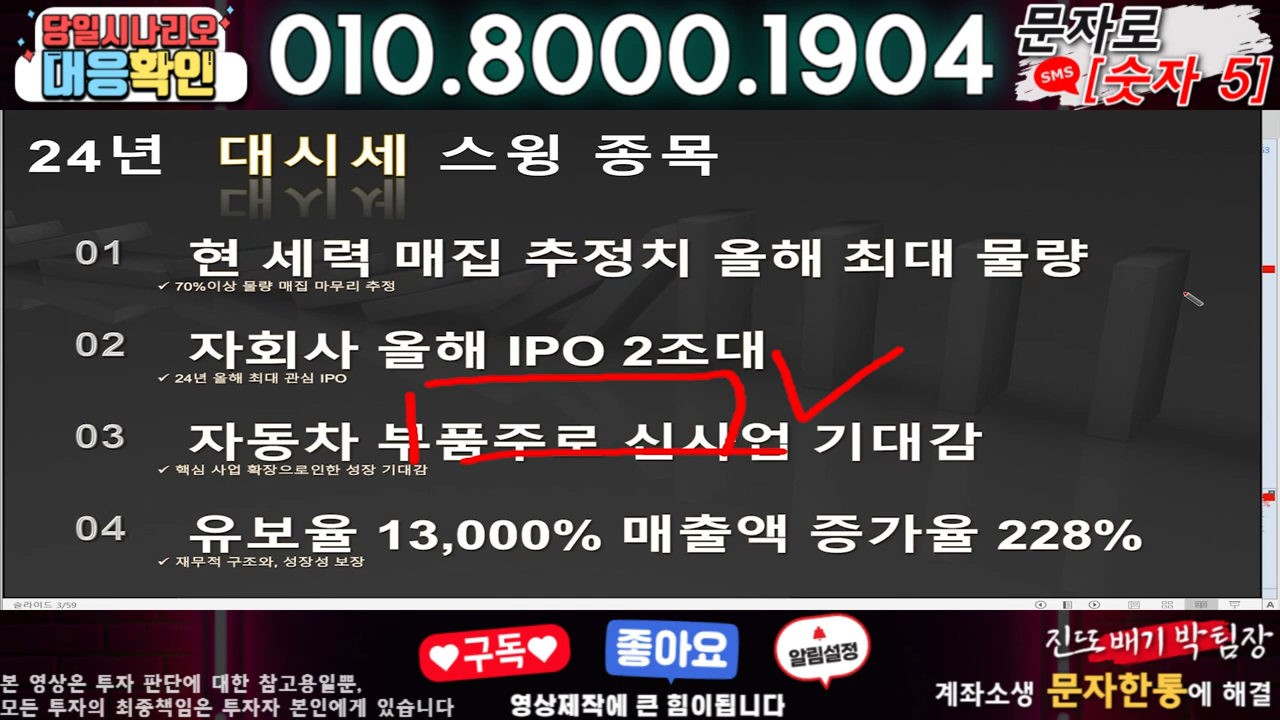 당일시나리오
대응확인
010.8000.1904
문자로
SMS
[숫자 5]
24년 대시세 스윙 종목
01 현 세력 매집 추정치 올해 최대 물량
✓ 70%이상 물량 매집 마무리 추정
02 자회사 올해 IPO 2조대
✓ 24년 올해 최대 관심 IPO
03 자동차 부품주로 신사업 기대감
✓ 핵심 사업 확장으로인한 성장 기대감
04 유보율 13,000% 매출액 증가율 228%
✓ 재무적 구조와, 성장성 보장
슬라이드 3/59
구독
좋아요
알림설정
영상제작에 큰 힘이됩니다
본 영상은 투자 판단에 대한 참고용일뿐,
모든 투자의 최종책임은 투자자 본인에게 있습니다
진또배기 박팀장
계좌소생 문자한통에 해결